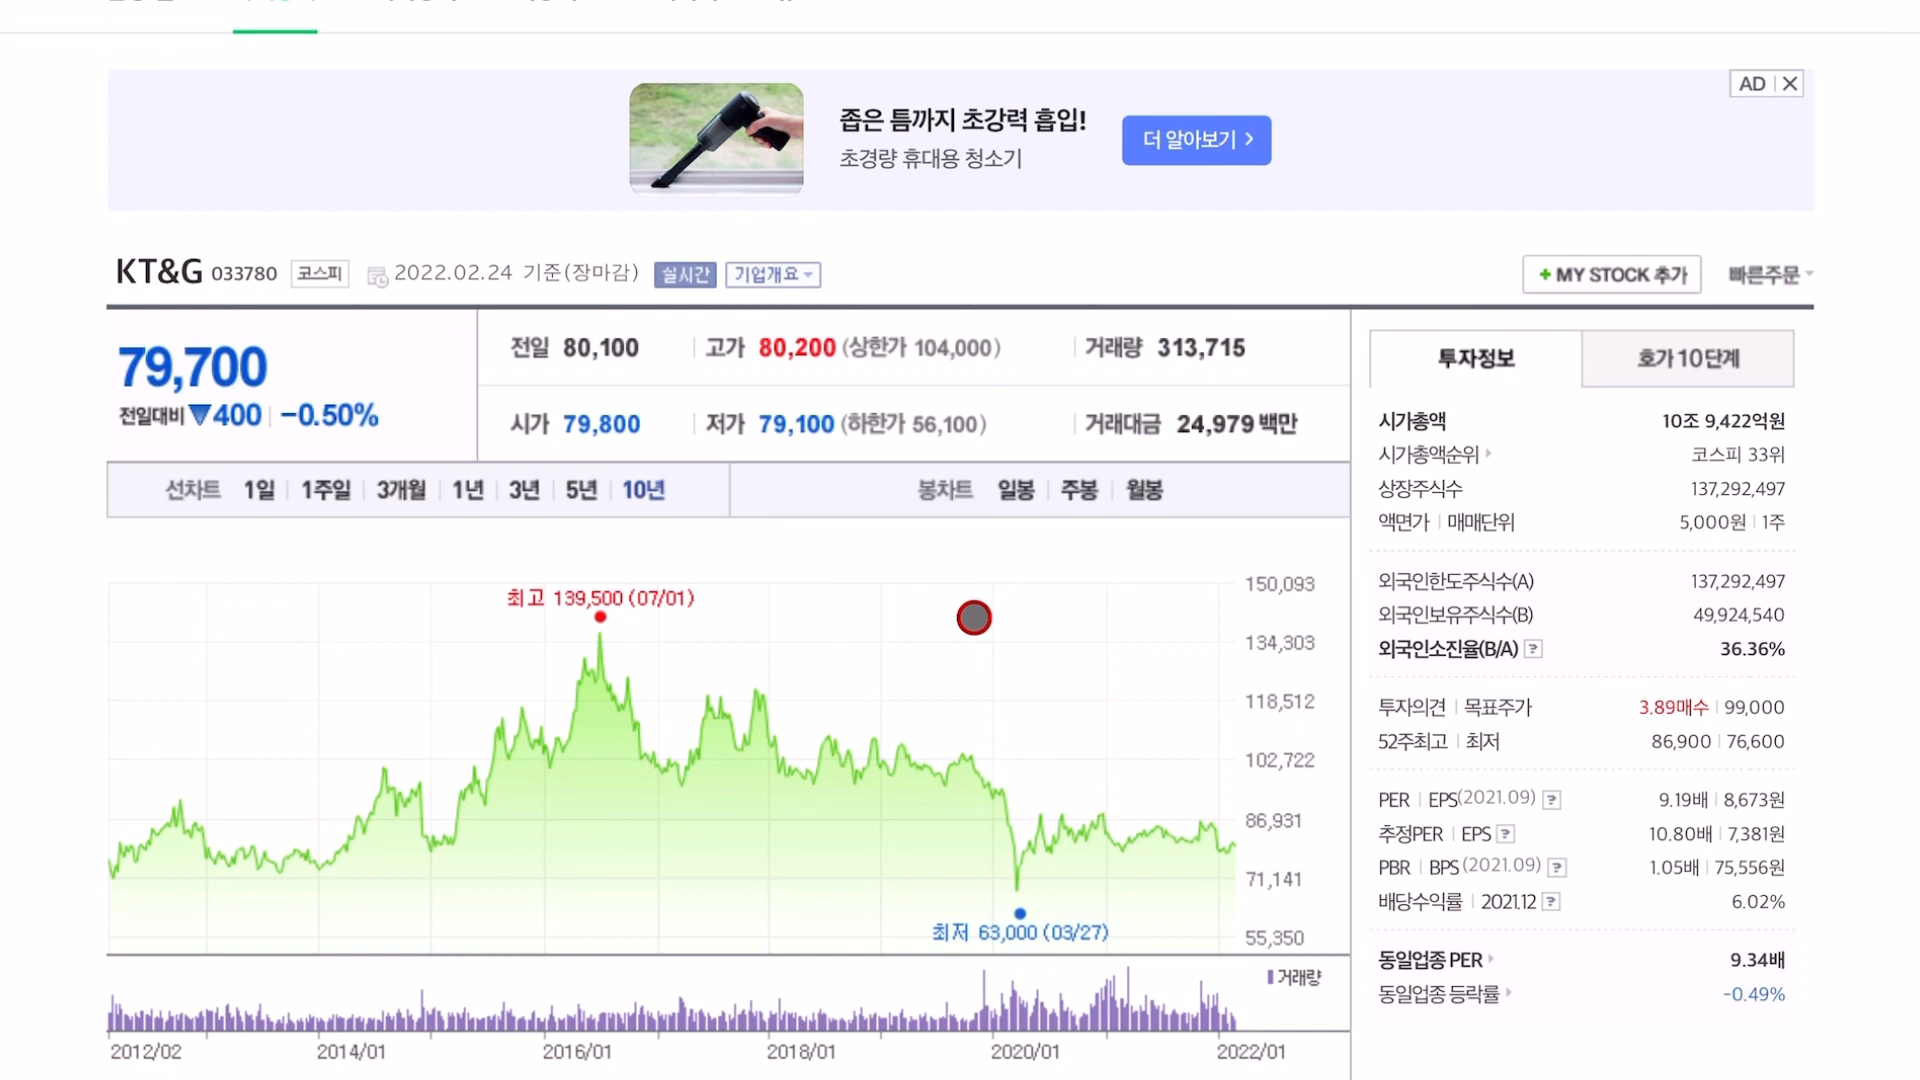 AD
좁은 틈까지 초강력 흡입!
초경량 휴대용 청소기
더 알아보기
KT&G 033780 코스피 2022.02.24 기준(장마감) 실시간 기업개요
+ MY STOCK 추가 빠른주문
79,700
전일대비 ▼400 -0.50%
전일 80,100 고가 80,200 (상한가 104,000) 거래량 313,715
시가 79,800 저가 79,100 (하한가 56,100) 거래대금 24,979 백만
선차트 1일 1주일 3개월 1년 3년 5년 10년 봉차트 일봉 주봉 월봉
최고 139,500 (07/01)
150,093
134,303
118,512
102,722
86,931
71,141
55,350
최저 63,000 (03/27)
거래량
2012/02 2014/01 2016/01 2018/01 2020/01 2022/01
투자정보 호가 10단계
시가총액 10조 9,422억원
시가총액순위 코스피 33위
상장주식수 137,292,497
액면가 | 매매단위 5,000원 | 1주
외국인한도주식수(A) 137,292,497
외국인보유주식수(B) 49,924,540
외국인소진율(B/A) ? 36.36%
투자의견 | 목표주가 3.89매수 | 99,000
52주최고 | 최저 86,900 | 76,600
PER | EPS(2021.09) ? 9.19배 | 8,673원
추정PER | EPS ? 10.80배 | 7,381원
PBR | BPS (2021.09) ? 1.05배 | 75,556원
배당수익률 | 2021.12 ? 6.02%
동일업종 PER 9.34배
동일업종 등락률 -0.49%